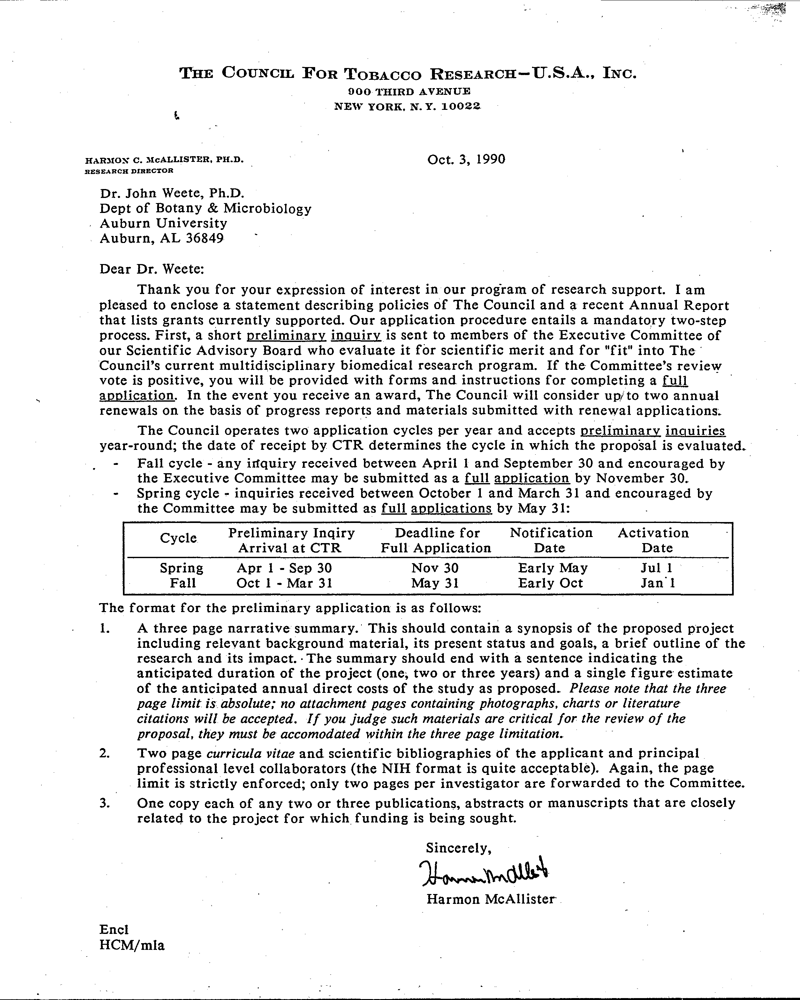 THE COUNCIL FOR TOBACCO RESEARCH—U.S.A., INC.
900 THIRD AVENUE
NEW YORK, N. Y. 10022
HARMON C. McALLISTER, PH.D.
RESEARCH DIRECTOR
Oct. 3, 1990
Dr. John Weete, Ph.D.
Dept of Botany & Microbiology
Auburn University
Auburn, AL 36849
Dear Dr. Weete:
Thank you for your expression of interest in our program of research support. I am
pleased to enclose a statement describing policies of The Council and a recent Annual Report
that lists grants currently supported. Our application procedure entails a mandatory two-step
process. First, a short preliminary inquiry is sent to members of the Executive Committee of
our Scientific Advisory Board who evaluate it for scientific merit and for "fit" into The
Council's current multidisciplinary biomedical research program. If the Committee's review
vote is positive, you will be provided with forms and instructions for completing a full
application. In the event you receive an award, The Council will consider up to two annual
renewals on the basis of progress reports and materials submitted with renewal applications.
The Council operates two application cycles per year and accepts preliminary inquiries
year-round; the date of receipt by CTR determines the cycle in which the proposal is evaluated.
- Fall cycle - any inquiry received between April 1 and September 30 and encouraged by
the Executive Committee may be submitted as a full application by November 30.
- Spring cycle - inquiries received between October 1 and March 31 and encouraged by
the Committee may be submitted as full applications by May 31:
Cycle Preliminary Inqiry Deadline for Notification Activation
Arrival at CTR Full Application Date Date
Spring Apr 1 - Sep 30 Nov 30 Early May Jul 1
Fall Oct 1 - Mar 31 May 31 Early Oct Jan 1
The format for the preliminary application is as follows:
1. A three page narrative summary. This should contain a synopsis of the proposed project
including relevant background material, its present status and goals, a brief outline of the
research and its impact. The summary should end with a sentence indicating the
anticipated duration of the project (one, two or three years) and a single figure estimate
of the anticipated annual direct costs of the study as proposed. Please note that the three
page limit is absolute; no attachment pages containing photographs, charts or literature
citations will be accepted. If you judge such materials are critical for the review of the
proposal, they must be accomodated within the three page limitation.
2. Two page curricula vitae and scientific bibliographies of the applicant and principal
professional level collaborators (the NIH format is quite acceptable). Again, the page
limit is strictly enforced; only two pages per investigator are forwarded to the Committee.
3. One copy each of any two or three publications, abstracts or manuscripts that are closely
related to the project for which funding is being sought.
Sincerely,
Harmon McAllister
Encl
HCM/mla